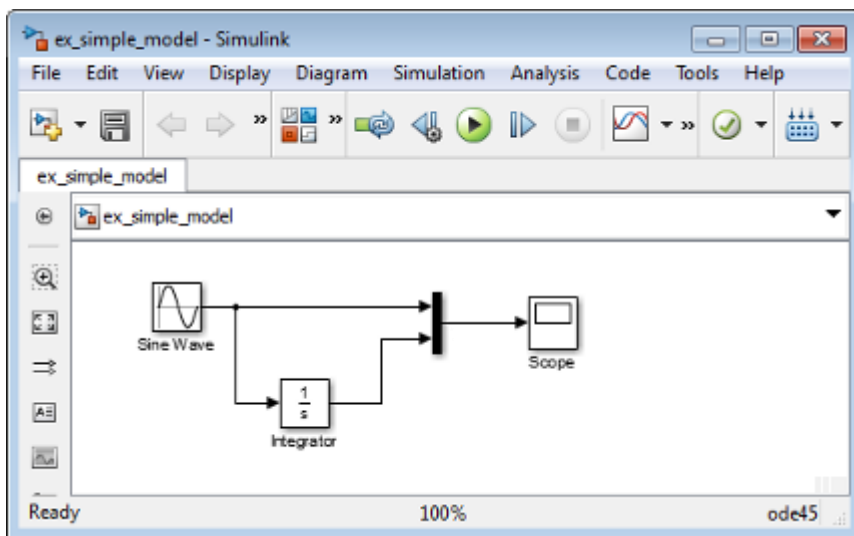 ex_simple_model - Simulink
File Edit View Display Diagram Simulation Analysis Code Tools Help
ex_simple_model
ex_simple_model
Sine Wave
Scope
1
s
Integrator
Ready 100% ode45